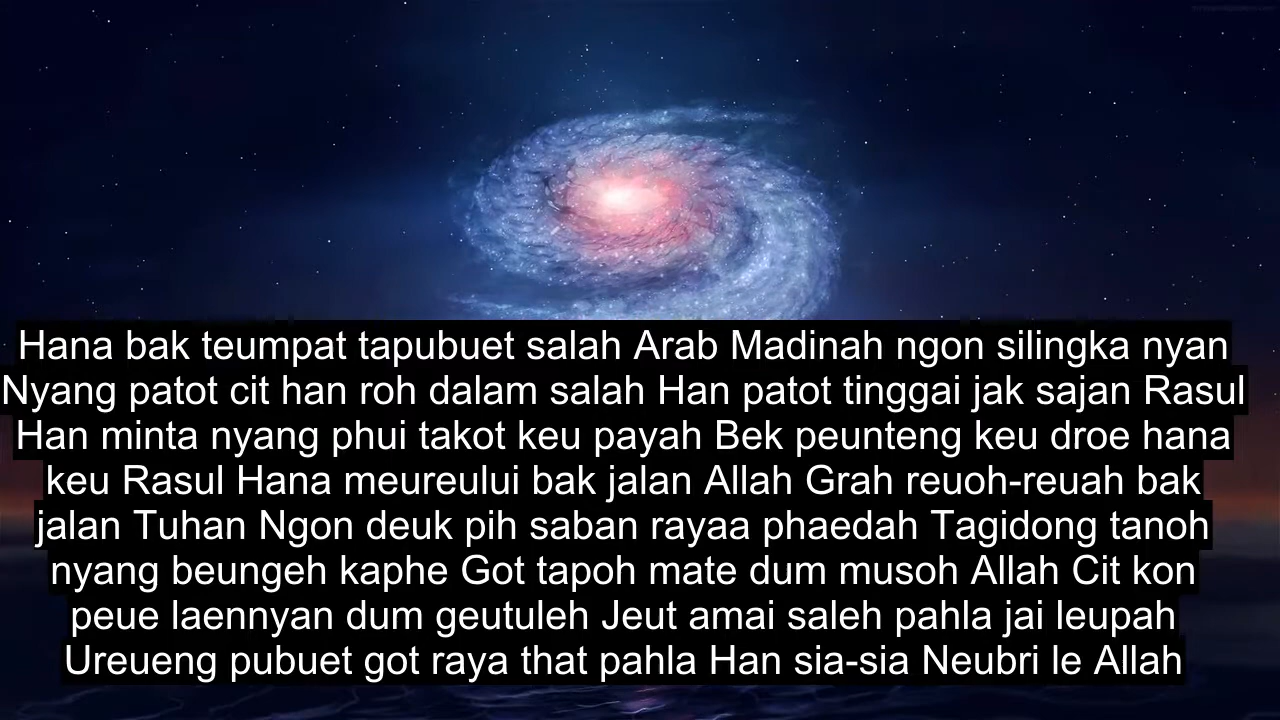 Hana bak teumpat tapubuet salah Arab Madinah ngon silingka nyan
Nyang patot cit han roh dalam salah Han patot tinggai jak sajan Rasul
Han minta nyang phui takot keu payah Bek peunteng keu droe hana
keu Rasul Hana meureului bak jalan Allah Grah reuoh-reuah bak
jalan Tuhan Ngon deuk pih saban rayaa phaedah Tagidong tanoh
nyang beungeh kaphe Got tapoh mate dum musoh Allah Cit kon
peue laennyan dum geutuleh Jeut amai saleh pahla jai leupah
Ureueng pubuet got raya that pahla Han sia-sia Neubri le Allah